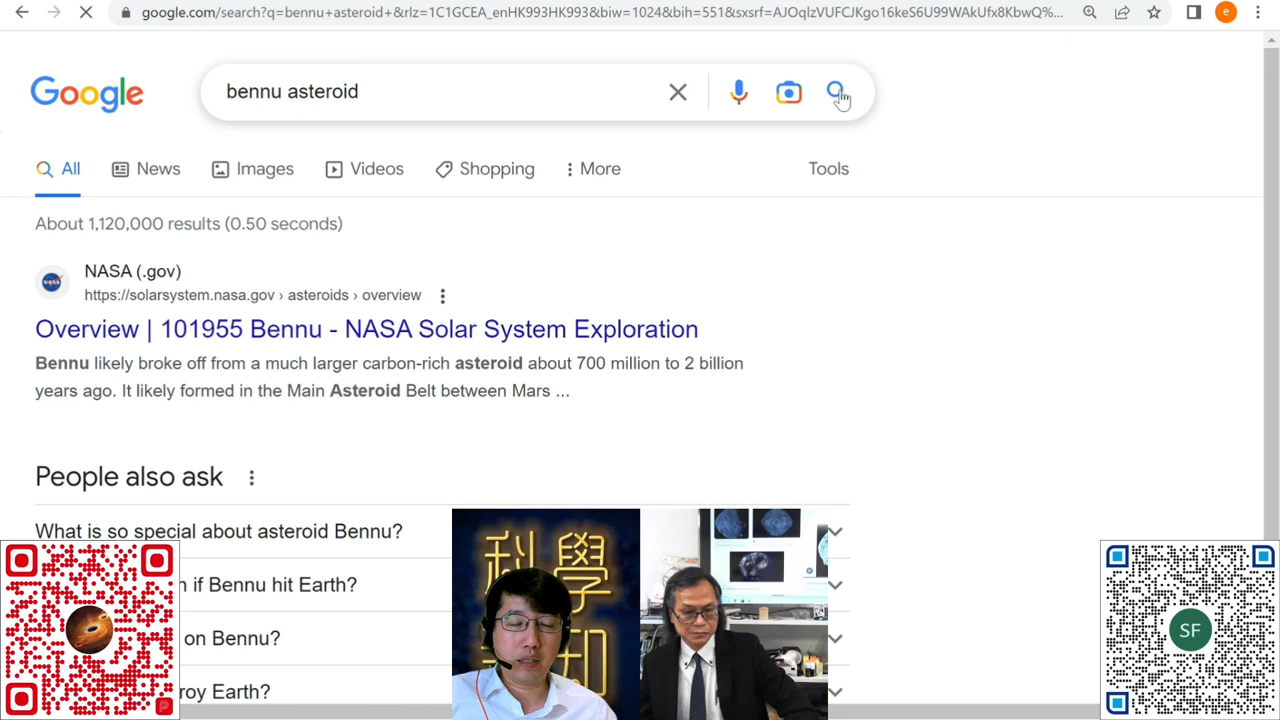 google.com/search?q=bennu+asteroid+&rlz=1C1GCEA_enHK993HK993&biw=1024&bih=551&sxsrf=AJOqlzVUFCJKgo16keS6U99WAkUfx8KbwQ%...
e
Google
bennu asteroid
All
News
Images
Videos
Shopping
More
Tools
About 1,120,000 results (0.50 seconds)
NASA (.gov)
https://solarsystem.nasa.gov › asteroids › overview
Overview | 101955 Bennu - NASA Solar System Exploration
Bennu likely broke off from a much larger carbon-rich asteroid about 700 million to 2 billion
years ago. It likely formed in the Main Asteroid Belt between Mars ...
People also ask
What is so special about asteroid Bennu?
if Bennu hit Earth?
on Bennu?
Earth?
科學
SF